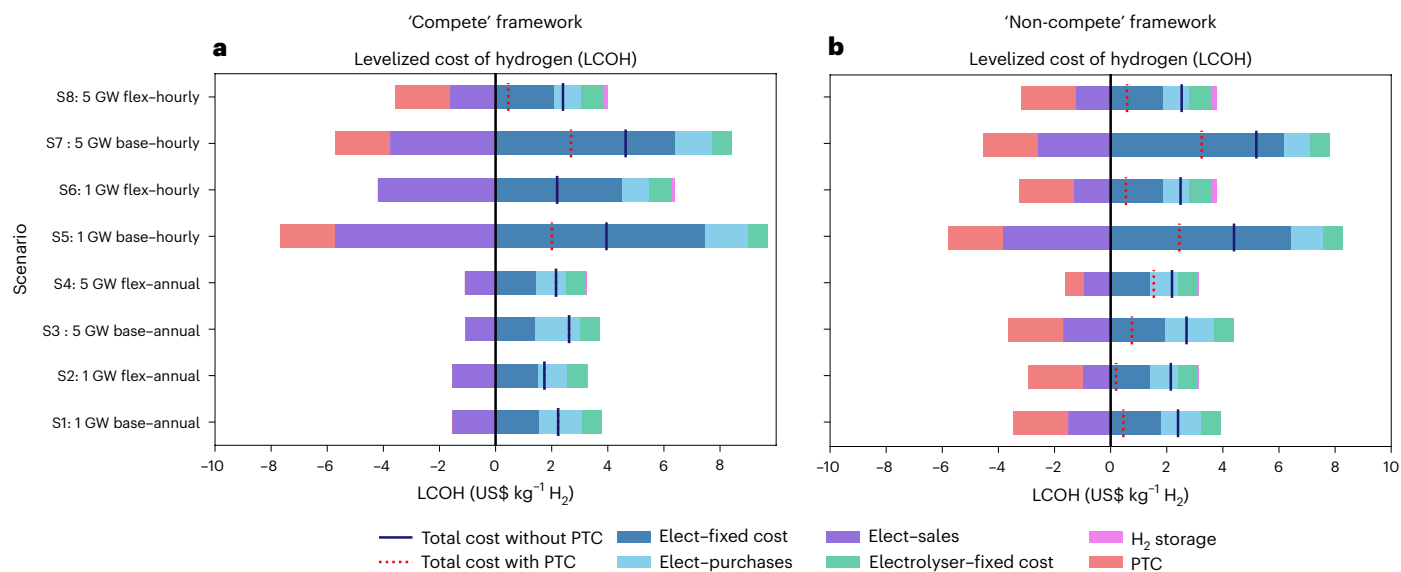 'Compete' framework
'Non-compete' framework
a
b
Levelized cost of hydrogen (LCOH)
Levelized cost of hydrogen (LCOH)
Scenario
S8: 5 GW flex–hourly
S7 : 5 GW base–hourly
S6: 1 GW flex–hourly
S5: 1 GW base–hourly
S4: 5 GW flex–annual
S3 : 5 GW base–annual
S2: 1 GW flex–annual
S1: 1 GW base–annual
−10 −8 −6 −4 −2 0 2 4 6 8
−10 −8 −6 −4 −2 0 2 4 6 8 10
LCOH (US$ kg⁻¹ H₂)
LCOH (US$ kg⁻¹ H₂)
Total cost without PTC Elect–fixed cost Elect–sales H₂ storage
Total cost with PTC Elect–purchases Electrolyser–fixed cost PTC